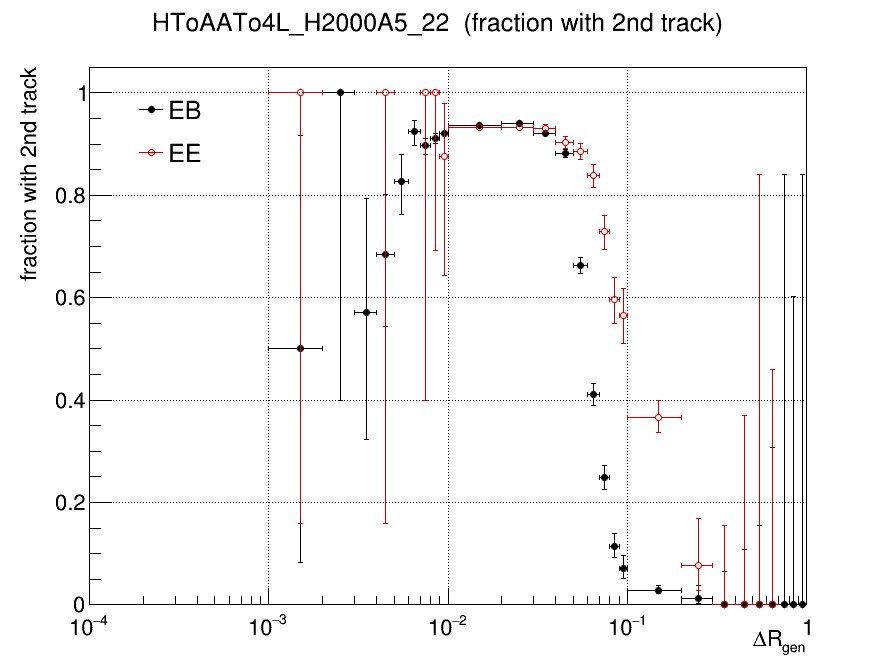 HToAATo4L_H2000A5_22 (fraction with 2nd track)
fraction with 2nd track
EB
EE
1
0.8
0.6
0.4
0.2
0
10⁻⁴
10⁻³
10⁻²
10⁻¹
1
ΔR_gen